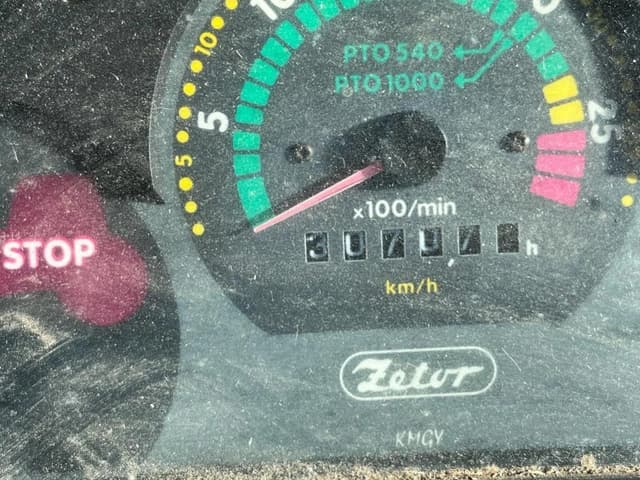 10
10
PTO 540
PTO 1000
5
25
5
x100/min
STOP
h
km/h
Zetor
KMGY